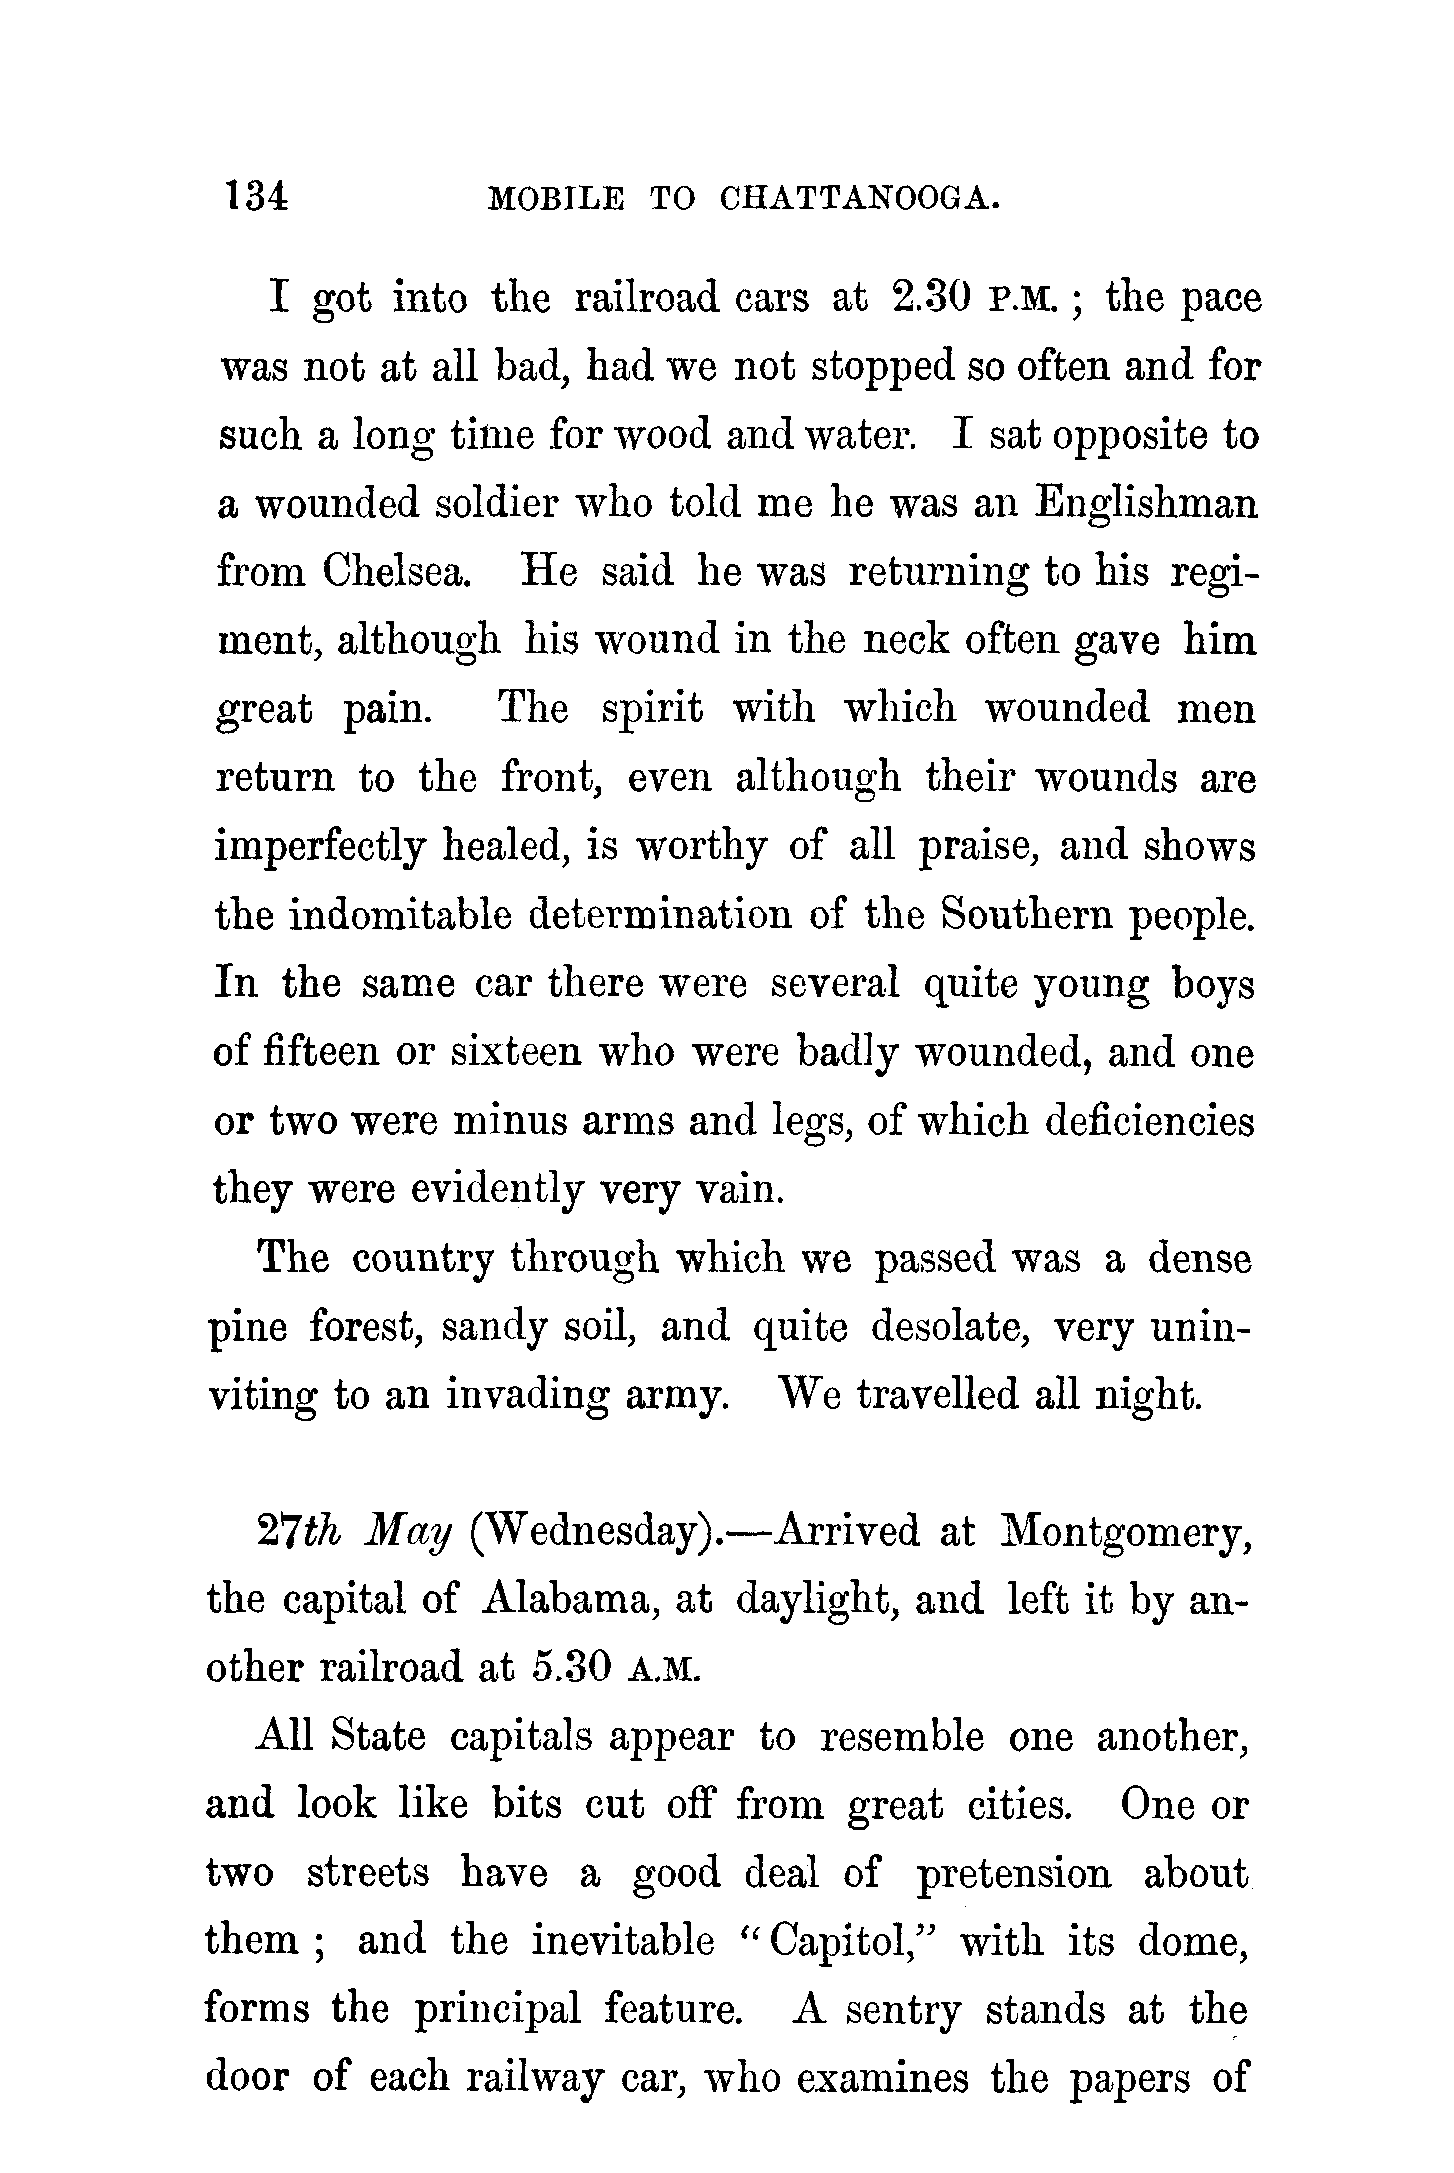 134 MOBILE TO CHATTANOOGA.
I got into the railroad cars at 2.30 P.M. ; the pace
was not at all bad, had we not stopped so often and for
such a long time for wood and water. I sat opposite to
a wounded soldier who told me he was an Englishman
from Chelsea. He said he was returning to his regi-
ment, although his wound in the neck often gave him
great pain. The spirit with which wounded men
return to the front, even although their wounds are
imperfectly healed, is worthy of all praise, and shows
the indomitable determination of the Southern people.
In the same car there were several quite young boys
of fifteen or sixteen who were badly wounded, and one
or two were minus arms and legs, of which deficiencies
they were evidently very vain.
The country through which we passed was a dense
pine forest, sandy soil, and quite desolate, very unin-
viting to an invading army. We travelled all night.
27th May (Wednesday).—Arrived at Montgomery,
the capital of Alabama, at daylight, and left it by an-
other railroad at 5.30 A.M.
All State capitals appear to resemble one another,
and look like bits cut off from great cities. One or
two streets have a good deal of pretension about
them ; and the inevitable “Capitol,” with its dome,
forms the principal feature. A sentry stands at the
door of each railway car, who examines the papers of